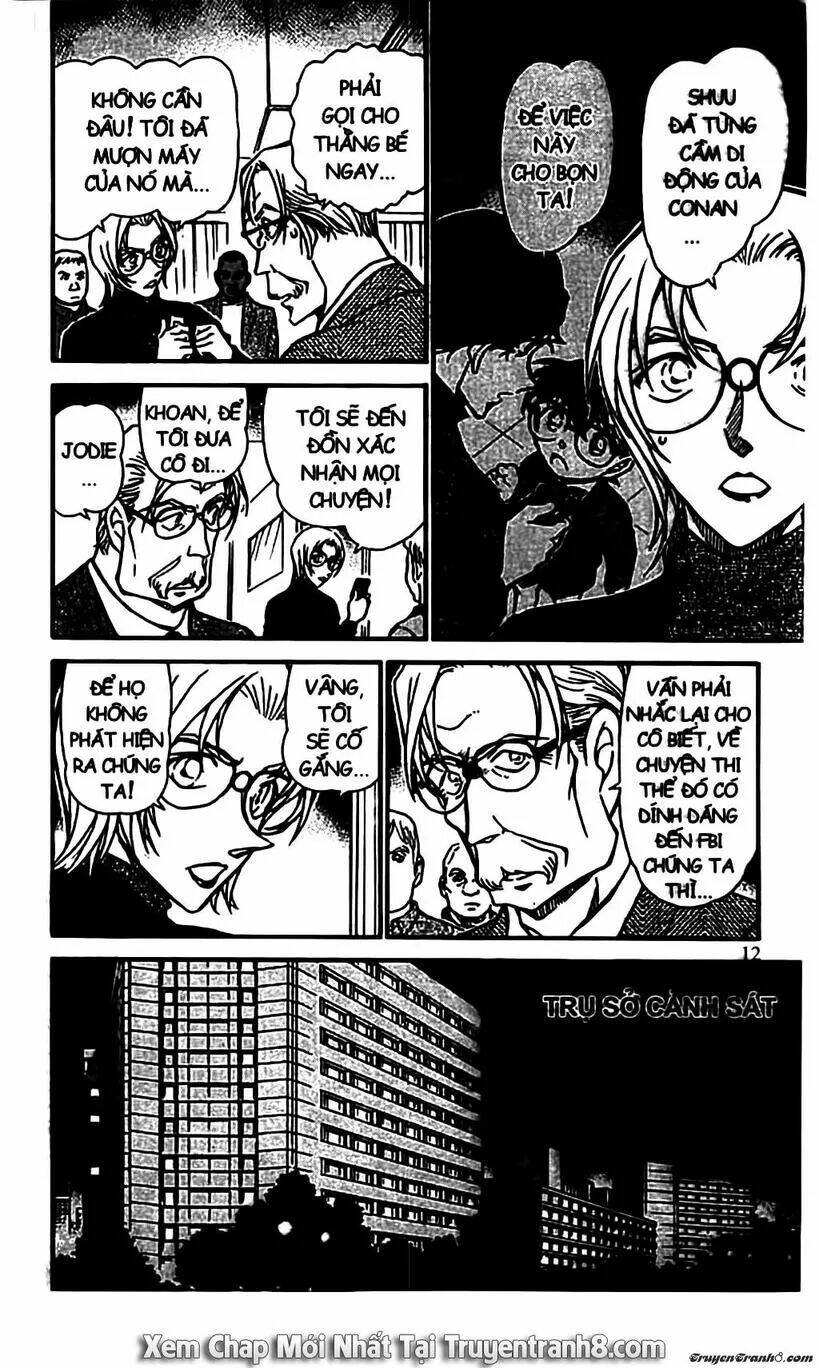 SHUU
ĐÃ TỪNG
CẦM DI
ĐỘNG CỦA
CONAN
...
ĐỂ VIỆC
NÀY
CHO BỌN
TA!
PHẢI
GỌI CHO
THẰNG BÉ
NGAY...
KHÔNG CẦN
ĐÂU! TÔI ĐÃ
MƯỢN MÁY
CỦA NÓ MÀ...
TÔI SẼ ĐẾN
ĐỒN XÁC
NHẬN MỌI
CHUYỆN!
KHOAN, ĐỂ
TÔI ĐƯA
CÔ ĐI...
JODIE
...
VẪN PHẢI
NHẮC LẠI CHO
CÔ BIẾT, VỀ
CHUYỆN THI
THỂ ĐÓ CÓ
DÍNH DÁNG
ĐẾN FBI
CHÚNG TA
THÌ...
VÂNG,
TÔI
SẼ CỐ
GẮNG...
ĐỂ HỌ
KHÔNG
PHÁT HIỆN
RA CHÚNG
TA!
12
TRỤ SỞ CẢNH SÁT
Xem Chap Mới Nhất Tại Truyentranh8.com
TruyenTranh8.com